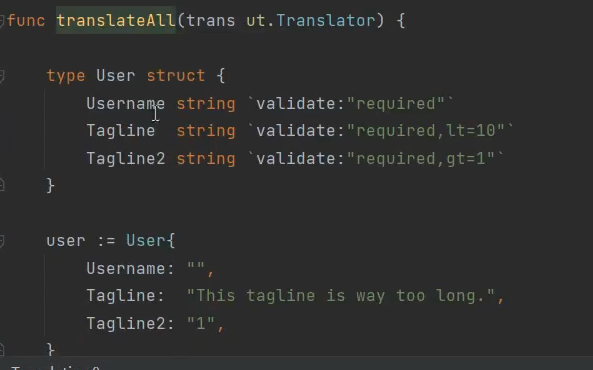 func translateAll(trans ut.Translator) {
type User struct {
Username string `validate:"required"`
Tagline  string `validate:"required,lt=10"`
Tagline2 string `validate:"required,gt=1"`
}
user := User{
Username: "",
Tagline:  "This tagline is way too long.",
Tagline2: "1",
}